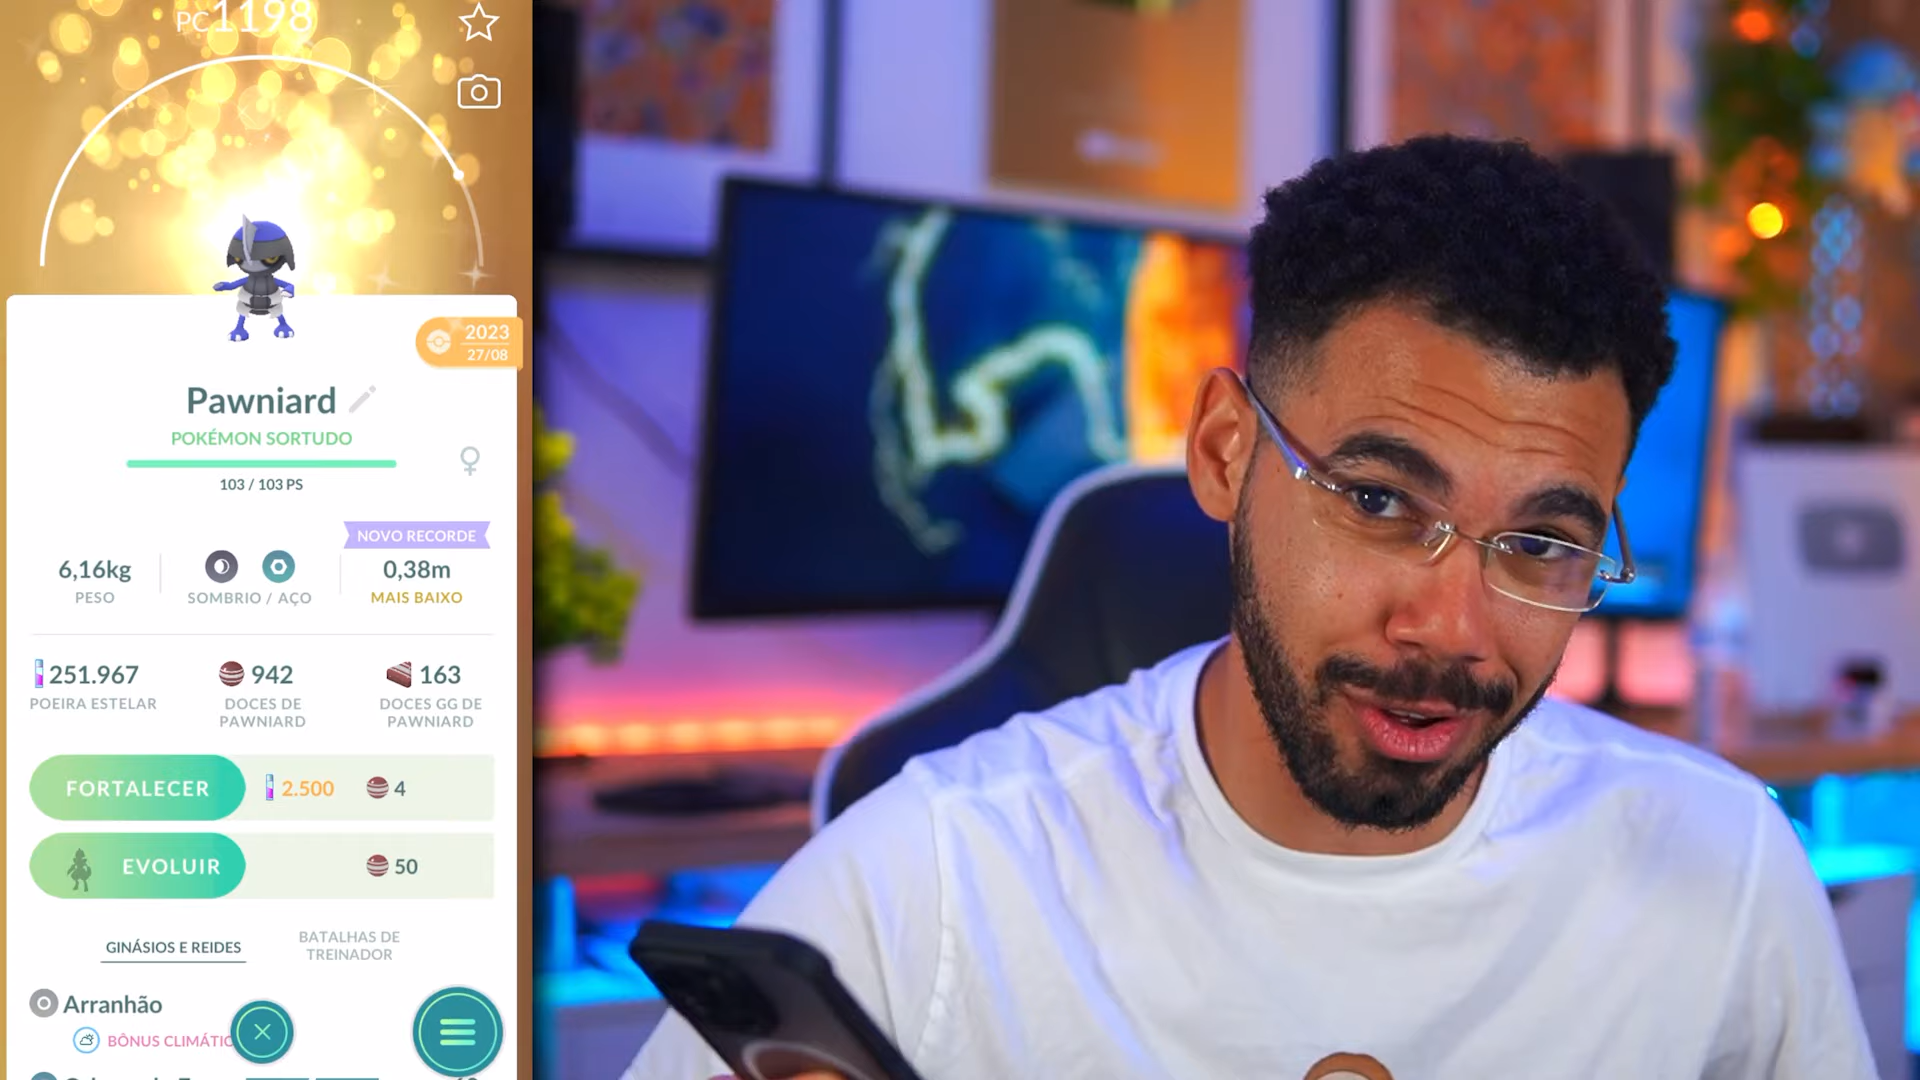 PC1198
2023
27/08
Pawniard
POKÉMON SORTUDO
103 / 103 PS
NOVO RECORDE
6,16kg
PESO
SOMBRIO / AÇO
0,38m
MAIS BAIXO
251.967
POEIRA ESTELAR
942
DOCES DE
PAWNIARD
163
DOCES GG DE
PAWNIARD
FORTALECER
2.500
4
EVOLUIR
50
GINÁSIOS E REIDES
BATALHAS DE
TREINADOR
Arranhão
BÔNUS CLIMÁTIC